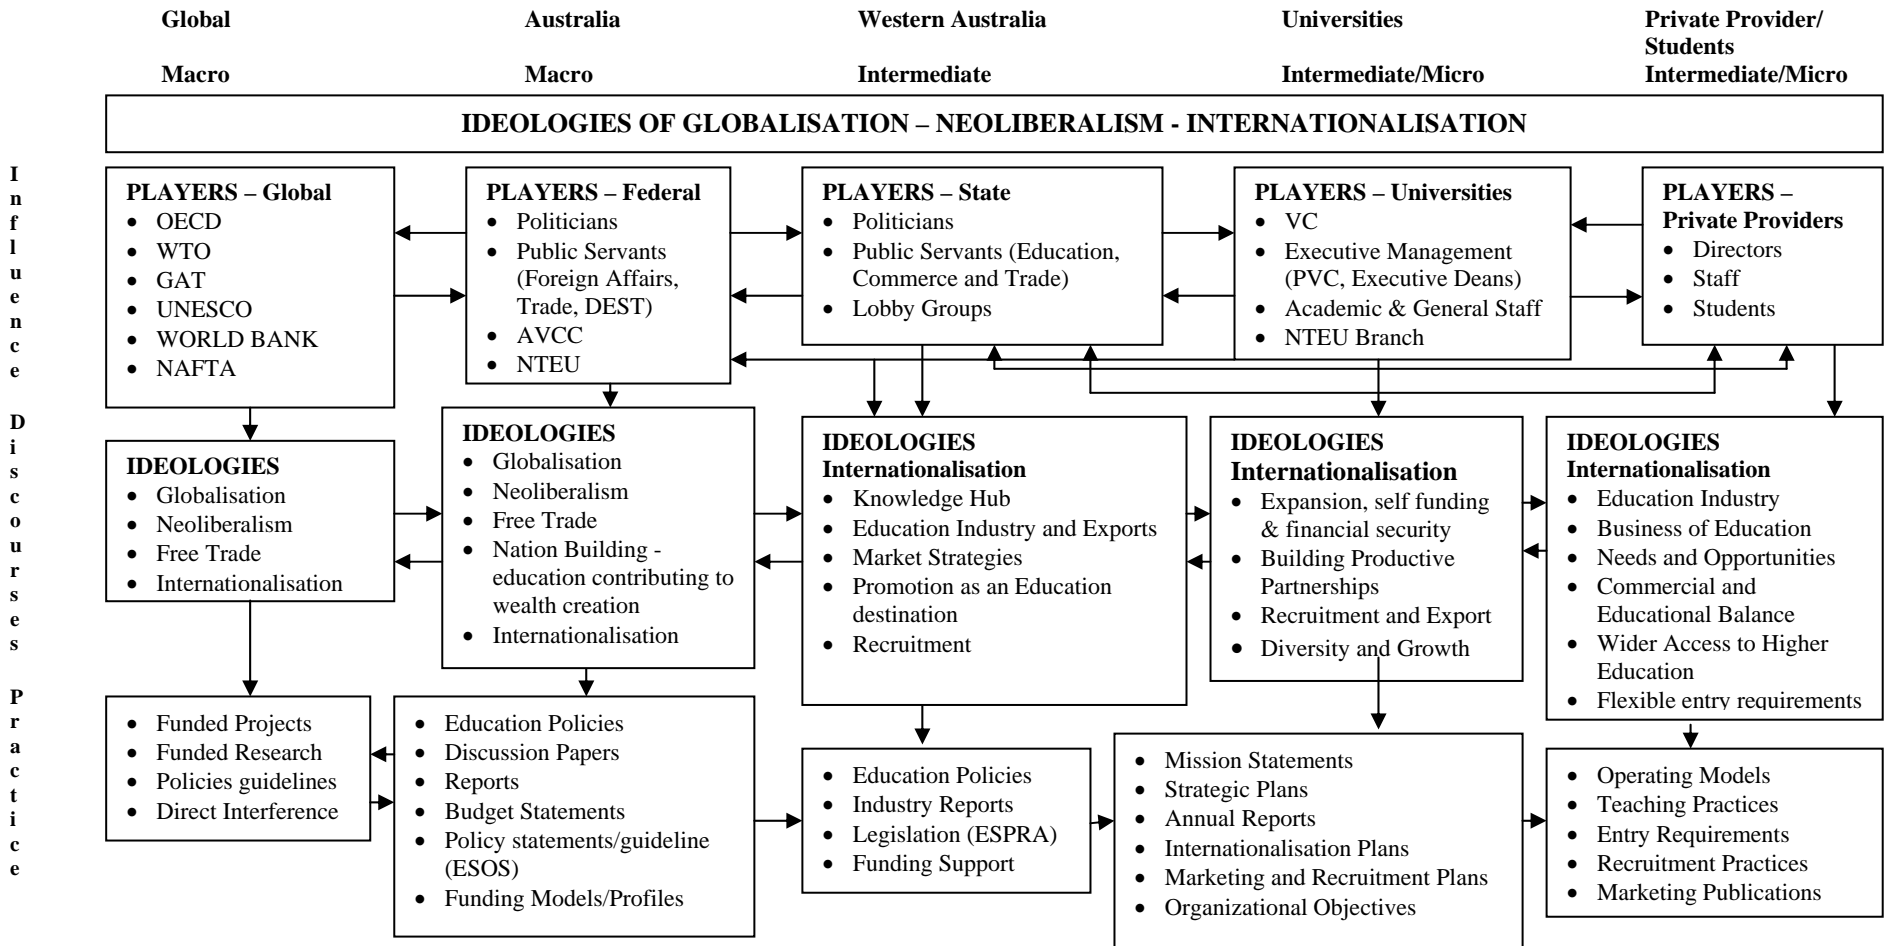 Global
Macro
Australia
Macro
Western Australia
Intermediate
Universities
Intermediate/Micro
Private Provider/
Students
Intermediate/Micro
IDEOLOGIES OF GLOBALISATION – NEOLIBERALISM - INTERNATIONALISATION
Influence
PLAYERS – Global
• OECD
• WTO
• GAT
• UNESCO
• WORLD BANK
• NAFTA
PLAYERS – Federal
• Politicians
• Public Servants
(Foreign Affairs,
Trade, DEST)
• AVCC
• NTEU
PLAYERS – State
• Politicians
• Public Servants (Education,
Commerce and Trade)
• Lobby Groups
PLAYERS – Universities
• VC
• Executive Management
(PVC, Executive Deans)
• Academic & General Staff
• NTEU Branch
PLAYERS –
Private Providers
• Directors
• Staff
• Students
Discourses
IDEOLOGIES
• Globalisation
• Neoliberalism
• Free Trade
• Internationalisation
IDEOLOGIES
• Globalisation
• Neoliberalism
• Free Trade
• Nation Building -
education contributing to
wealth creation
• Internationalisation
IDEOLOGIES
Internationalisation
• Knowledge Hub
• Education Industry and Exports
• Market Strategies
• Promotion as an Education
destination
• Recruitment
IDEOLOGIES
Internationalisation
• Expansion, self funding
& financial security
• Building Productive
Partnerships
• Recruitment and Export
• Diversity and Growth
IDEOLOGIES
Internationalisation
• Education Industry
• Business of Education
• Needs and Opportunities
• Commercial and
Educational Balance
• Wider Access to Higher
Education
• Flexible entry requirements
Practice
• Funded Projects
• Funded Research
• Policies guidelines
• Direct Interference
• Education Policies
• Discussion Papers
• Reports
• Budget Statements
• Policy statements/guideline
(ESOS)
• Funding Models/Profiles
• Education Policies
• Industry Reports
• Legislation (ESPRA)
• Funding Support
• Mission Statements
• Strategic Plans
• Annual Reports
• Internationalisation Plans
• Marketing and Recruitment Plans
• Organizational Objectives
• Operating Models
• Teaching Practices
• Entry Requirements
• Recruitment Practices
• Marketing Publications